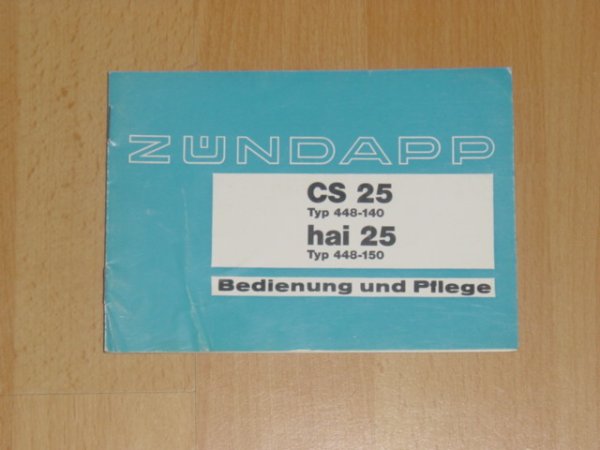 ZÜNDAPP
CS 25
Typ 448-140
hai 25
Typ 448-150
Bedienung und Pflege